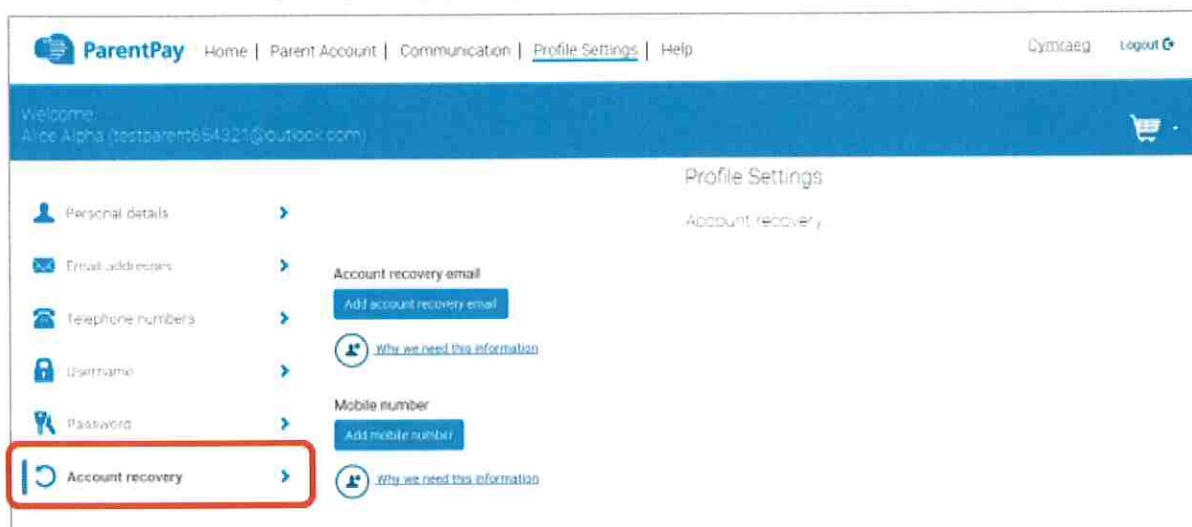 ParentPay Home | Parent Account | Communication | Profile Settings | Help Cymraeg Logout
Welcome
Alice Alpha (testparent654321@outlook.com)
Profile Settings
Account recovery
Personal details
Email addresses
Telephone numbers
Username
Password
Account recovery
Account recovery email
Add account recovery email
Why we need this information
Mobile number
Add mobile number
Why we need this information